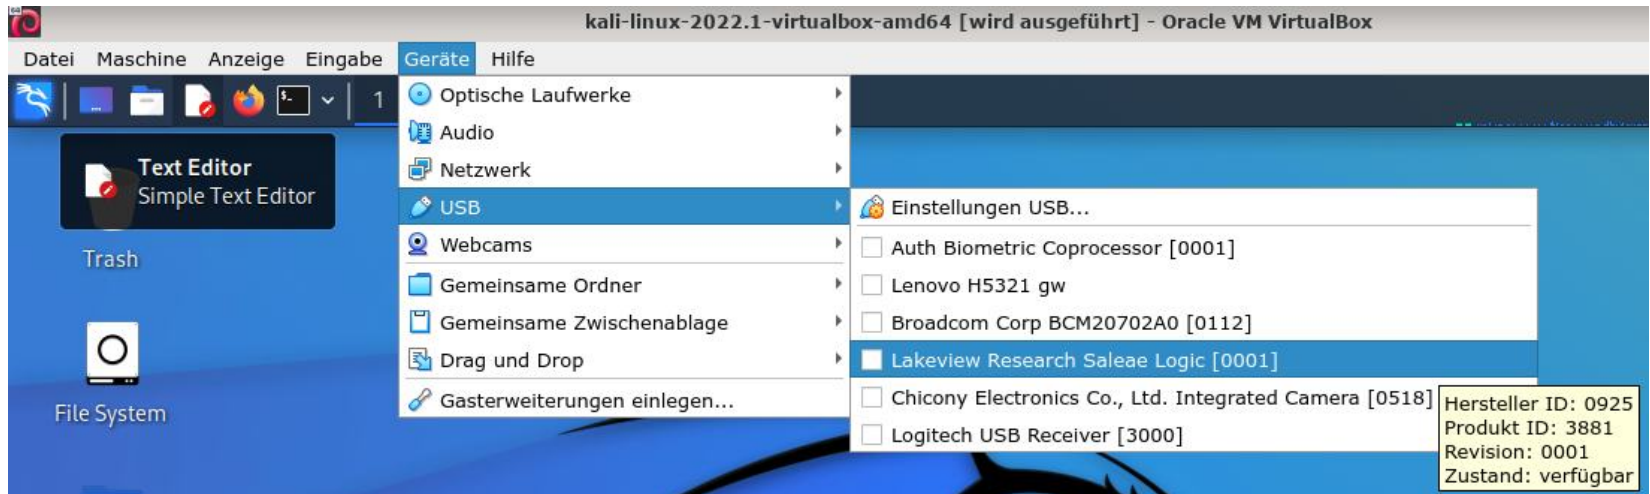 kali-linux-2022.1-virtualbox-amd64 [wird ausgeführt] - Oracle VM VirtualBox
Datei Maschine Anzeige Eingabe Geräte Hilfe
1
Optische Laufwerke
Audio
Netzwerk
USB
Webcams
Gemeinsame Ordner
Gemeinsame Zwischenablage
Drag und Drop
Gasterweiterungen einlegen...
Einstellungen USB...
Auth Biometric Coprocessor [0001]
Lenovo H5321 gw
Broadcom Corp BCM20702A0 [0112]
Lakeview Research Saleae Logic [0001]
Chicony Electronics Co., Ltd. Integrated Camera [0518]
Logitech USB Receiver [3000]
Hersteller ID: 0925
Produkt ID: 3881
Revision: 0001
Zustand: verfügbar
Text Editor
Simple Text Editor
Trash
File System